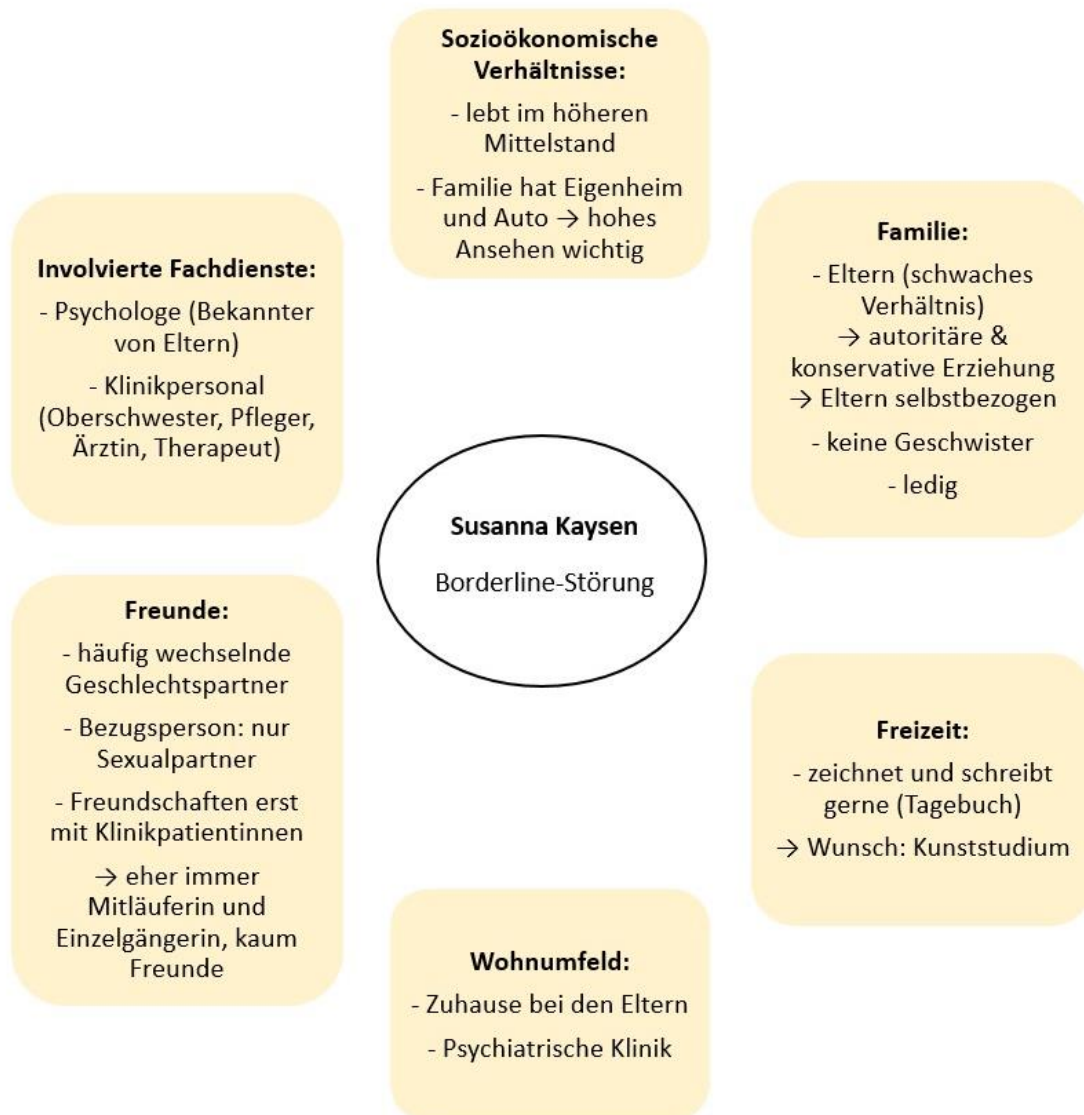 Sozioökonomische
Verhältnisse:
- lebt im höheren
Mittelstand
- Familie hat Eigenheim
und Auto → hohes
Ansehen wichtig
Involvierte Fachdienste:
- Psychologe (Bekannter
von Eltern)
- Klinikpersonal
(Oberschwester, Pfleger,
Ärztin, Therapeut)
Familie:
- Eltern (schwaches
Verhältnis)
→ autoritäre &
konservative Erziehung
→ Eltern selbstbezogen
- keine Geschwister
- ledig
Susanna Kaysen
Borderline-Störung
Freunde:
- häufig wechselnde
Geschlechtspartner
- Bezugsperson: nur
Sexualpartner
- Freundschaften erst
mit Klinikpatientinnen
→ eher immer
Mitläuferin und
Einzelgängerin, kaum
Freunde
Freizeit:
- zeichnet und schreibt
gerne (Tagebuch)
→ Wunsch: Kunststudium
Wohnumfeld:
- Zuhause bei den Eltern
- Psychiatrische Klinik